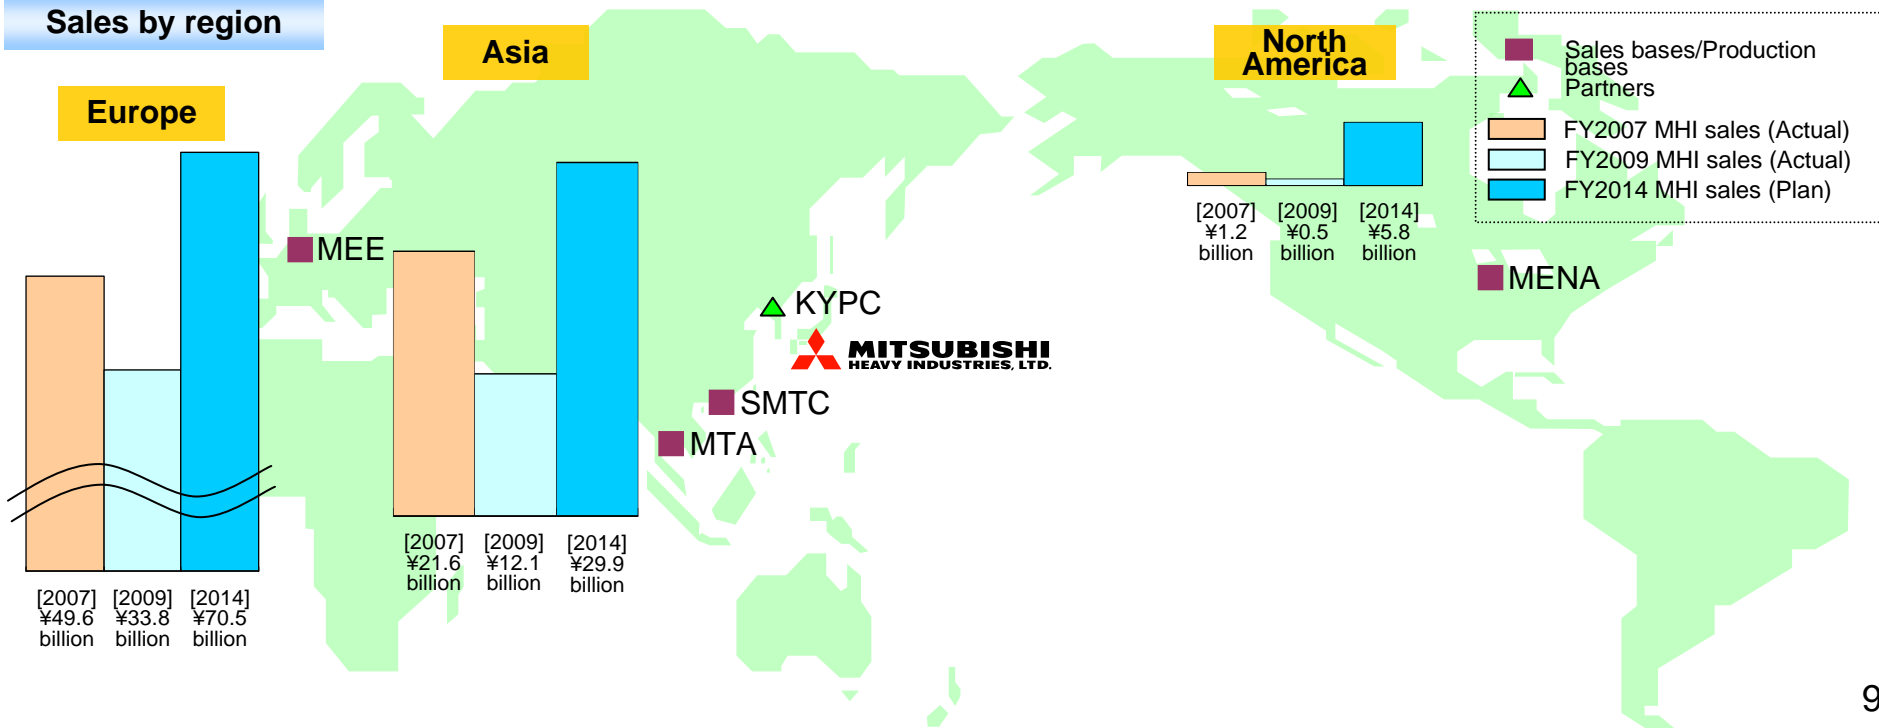 Sales by region
Europe
[2007] [2009] [2014]
¥49.6 ¥33.8 ¥70.5
billion billion billion
MEE
Asia
[2007] [2009] [2014]
¥21.6 ¥12.1 ¥29.9
billion billion billion
KYPC
MITSUBISHI
HEAVY INDUSTRIES, LTD.
SMTC
MTA
North
America
[2007] [2009] [2014]
¥1.2 ¥0.5 ¥5.8
billion billion billion
Sales bases/Production
bases
Partners
FY2007 MHI sales (Actual)
FY2009 MHI sales (Actual)
FY2014 MHI sales (Plan)
MENA
9